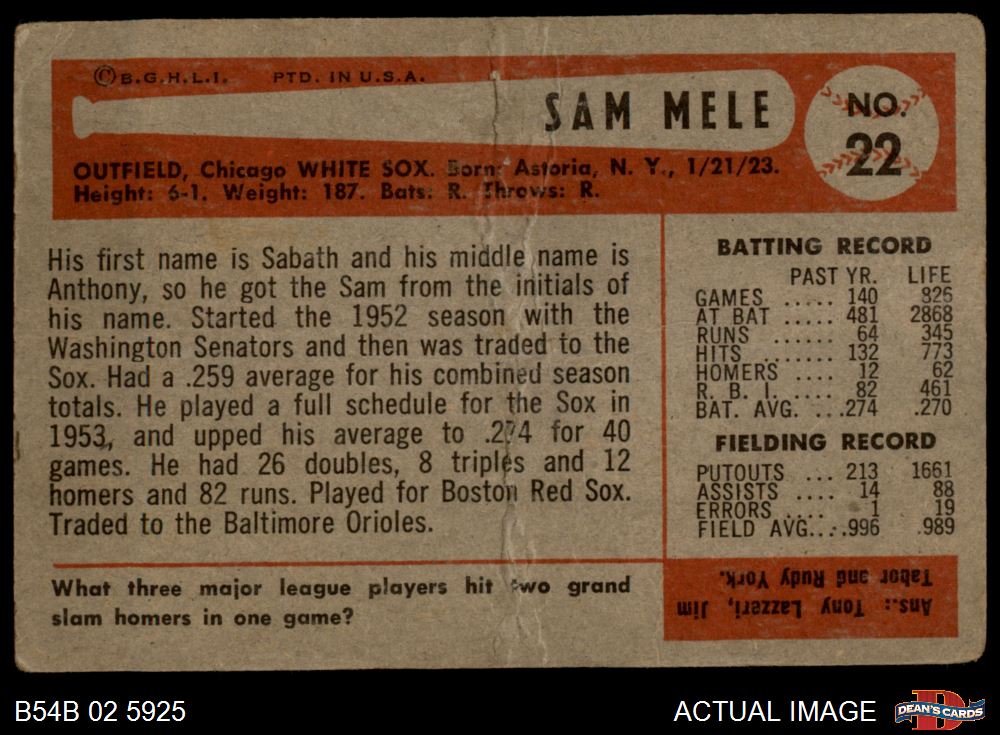 ©B.G.H.L.I. PTD. IN U.S.A.
SAM MELE
NO.
22
OUTFIELD, Chicago WHITE SOX. Born: Astoria, N. Y., 1/21/23.
Height: 6-1. Weight: 187. Bats: R. Throws: R.
His first name is Sabath and his middle name is
Anthony, so he got the Sam from the initials of
his name. Started the 1952 season with the
Washington Senators and then was traded to the
Sox. Had a .259 average for his combined season
totals. He played a full schedule for the Sox in
1953, and upped his average to .274 for 40
games. He had 26 doubles, 8 triples and 12
homers and 82 runs. Played for Boston Red Sox.
Traded to the Baltimore Orioles.
What three major league players hit two grand
slam homers in one game?
BATTING RECORD
PAST YR. LIFE
GAMES ..... 140 826
AT BAT ..... 481 2868
RUNS ...... 64 345
HITS ....... 132 773
HOMERS .... 12 62
R. B. I. ..... 82 461
BAT. AVG. ... .274 .270
FIELDING RECORD
PUTOUTS ... 213 1661
ASSISTS .... 14 88
ERRORS .... 1 19
FIELD AVG.... .996 .989
Ans.: Tony Lazzeri, Jim
Tabor and Rudy York.
B54B 02 5925
ACTUAL IMAGE
D
DEAN'S CARDS